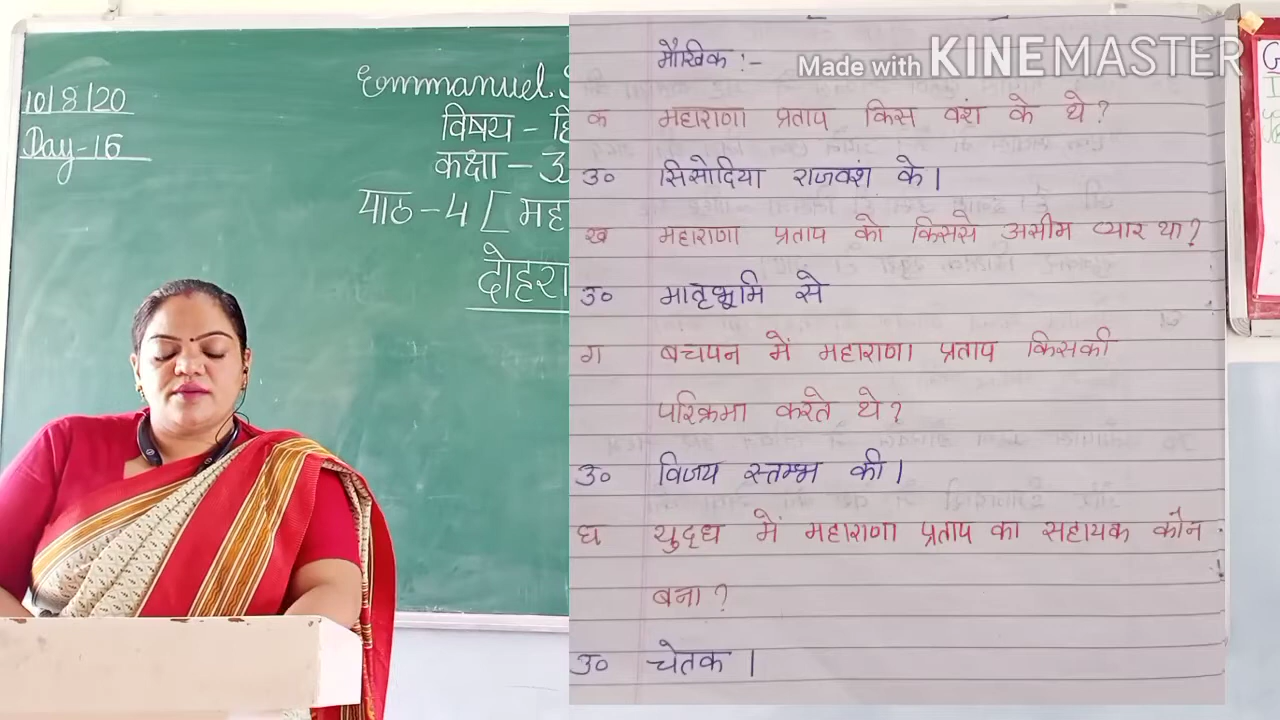 10/8/20
Day-16
Emmanuel
विषय -
कक्षा - 3
पाठ-4 [ मह
दोहरा
Made with KINEMASTER
मौखिक :-
क महाराणा प्रताप किस वंश के थे?
उ० सिसोदिया राजवंश के।
ख महाराणा प्रताप को किससे असीम प्यार था?
उ० मातृभूमि से
ग बचपन में महाराणा प्रताप किसकी
परिक्रमा करते थे?
उ० विजय स्तम्भ की।
घ युद्ध में महाराणा प्रताप का सहायक कौन
बना?
उ० चेतक।